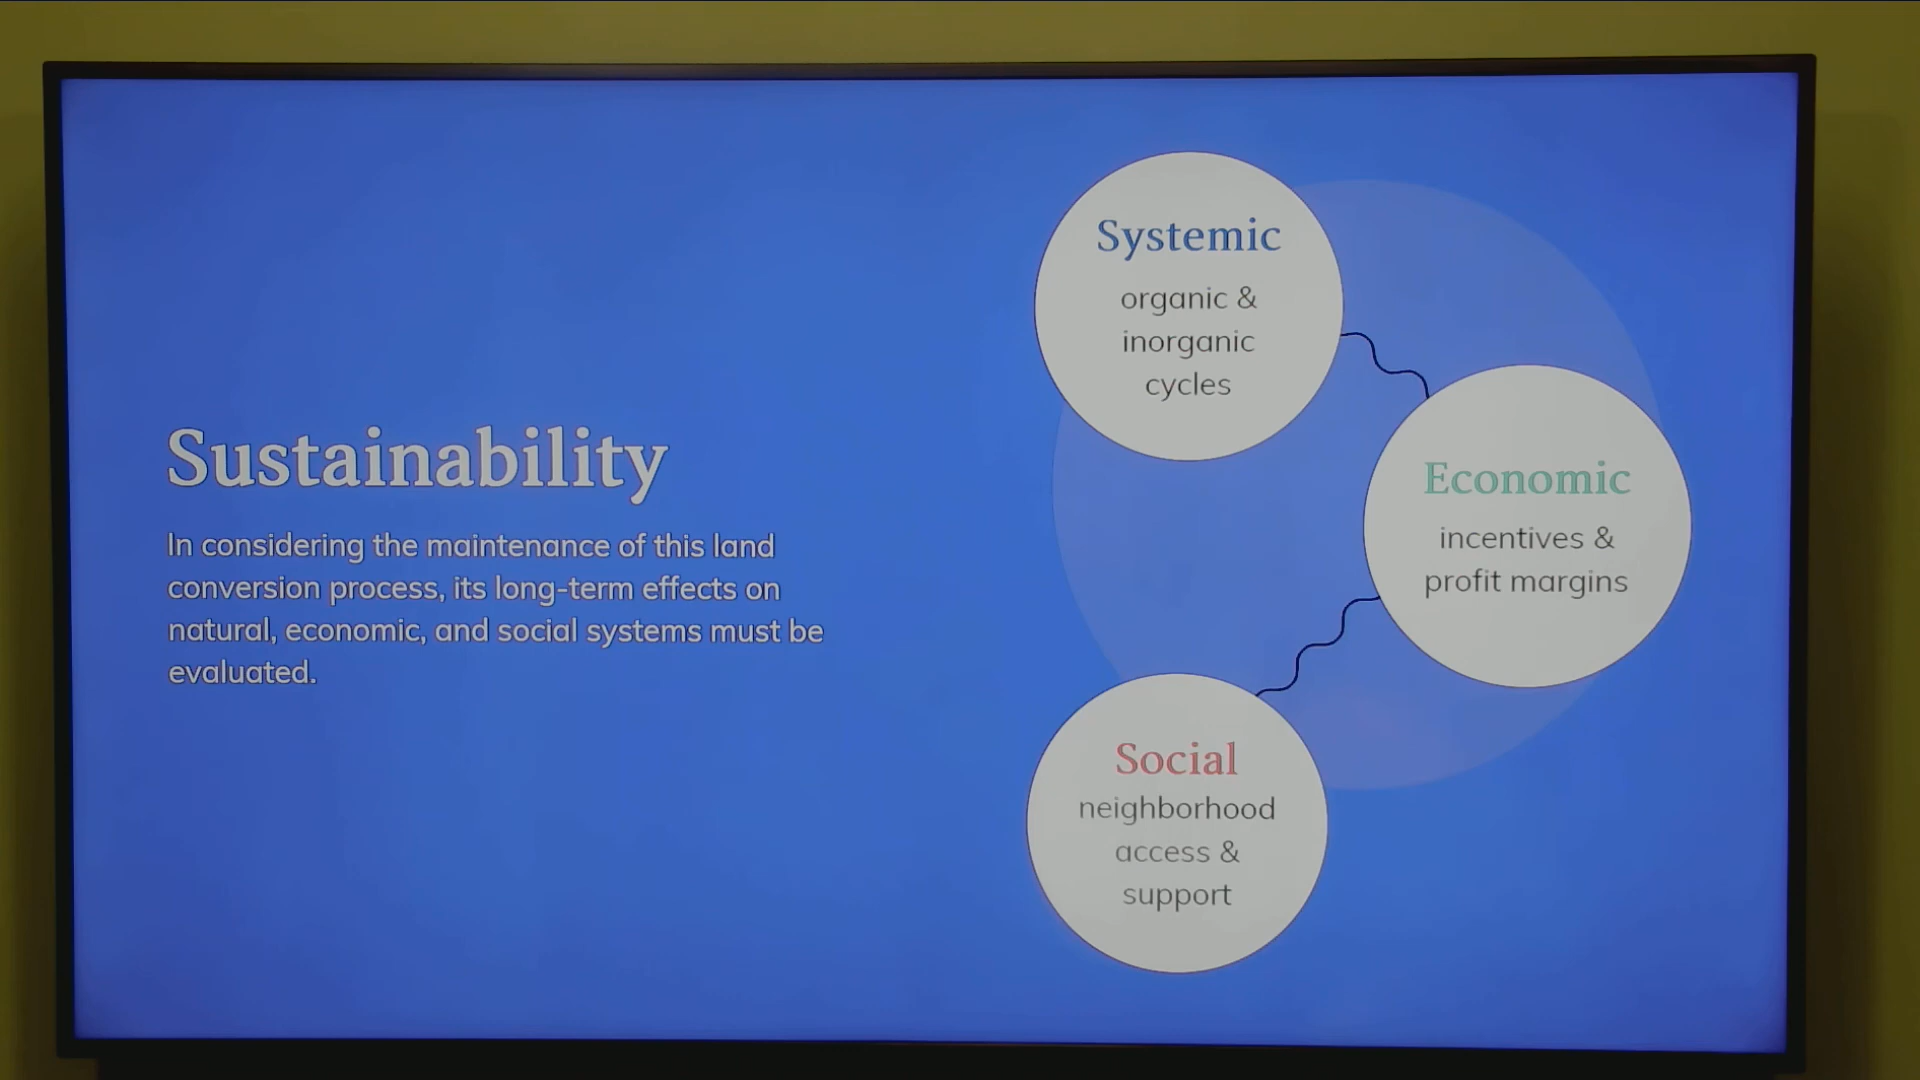 Sustainability
In considering the maintenance of this land
conversion process, its long-term effects on
natural, economic, and social systems must be
evaluated.
Systemic
organic &
inorganic
cycles
Economic
incentives &
profit margins
Social
neighborhood
access &
support